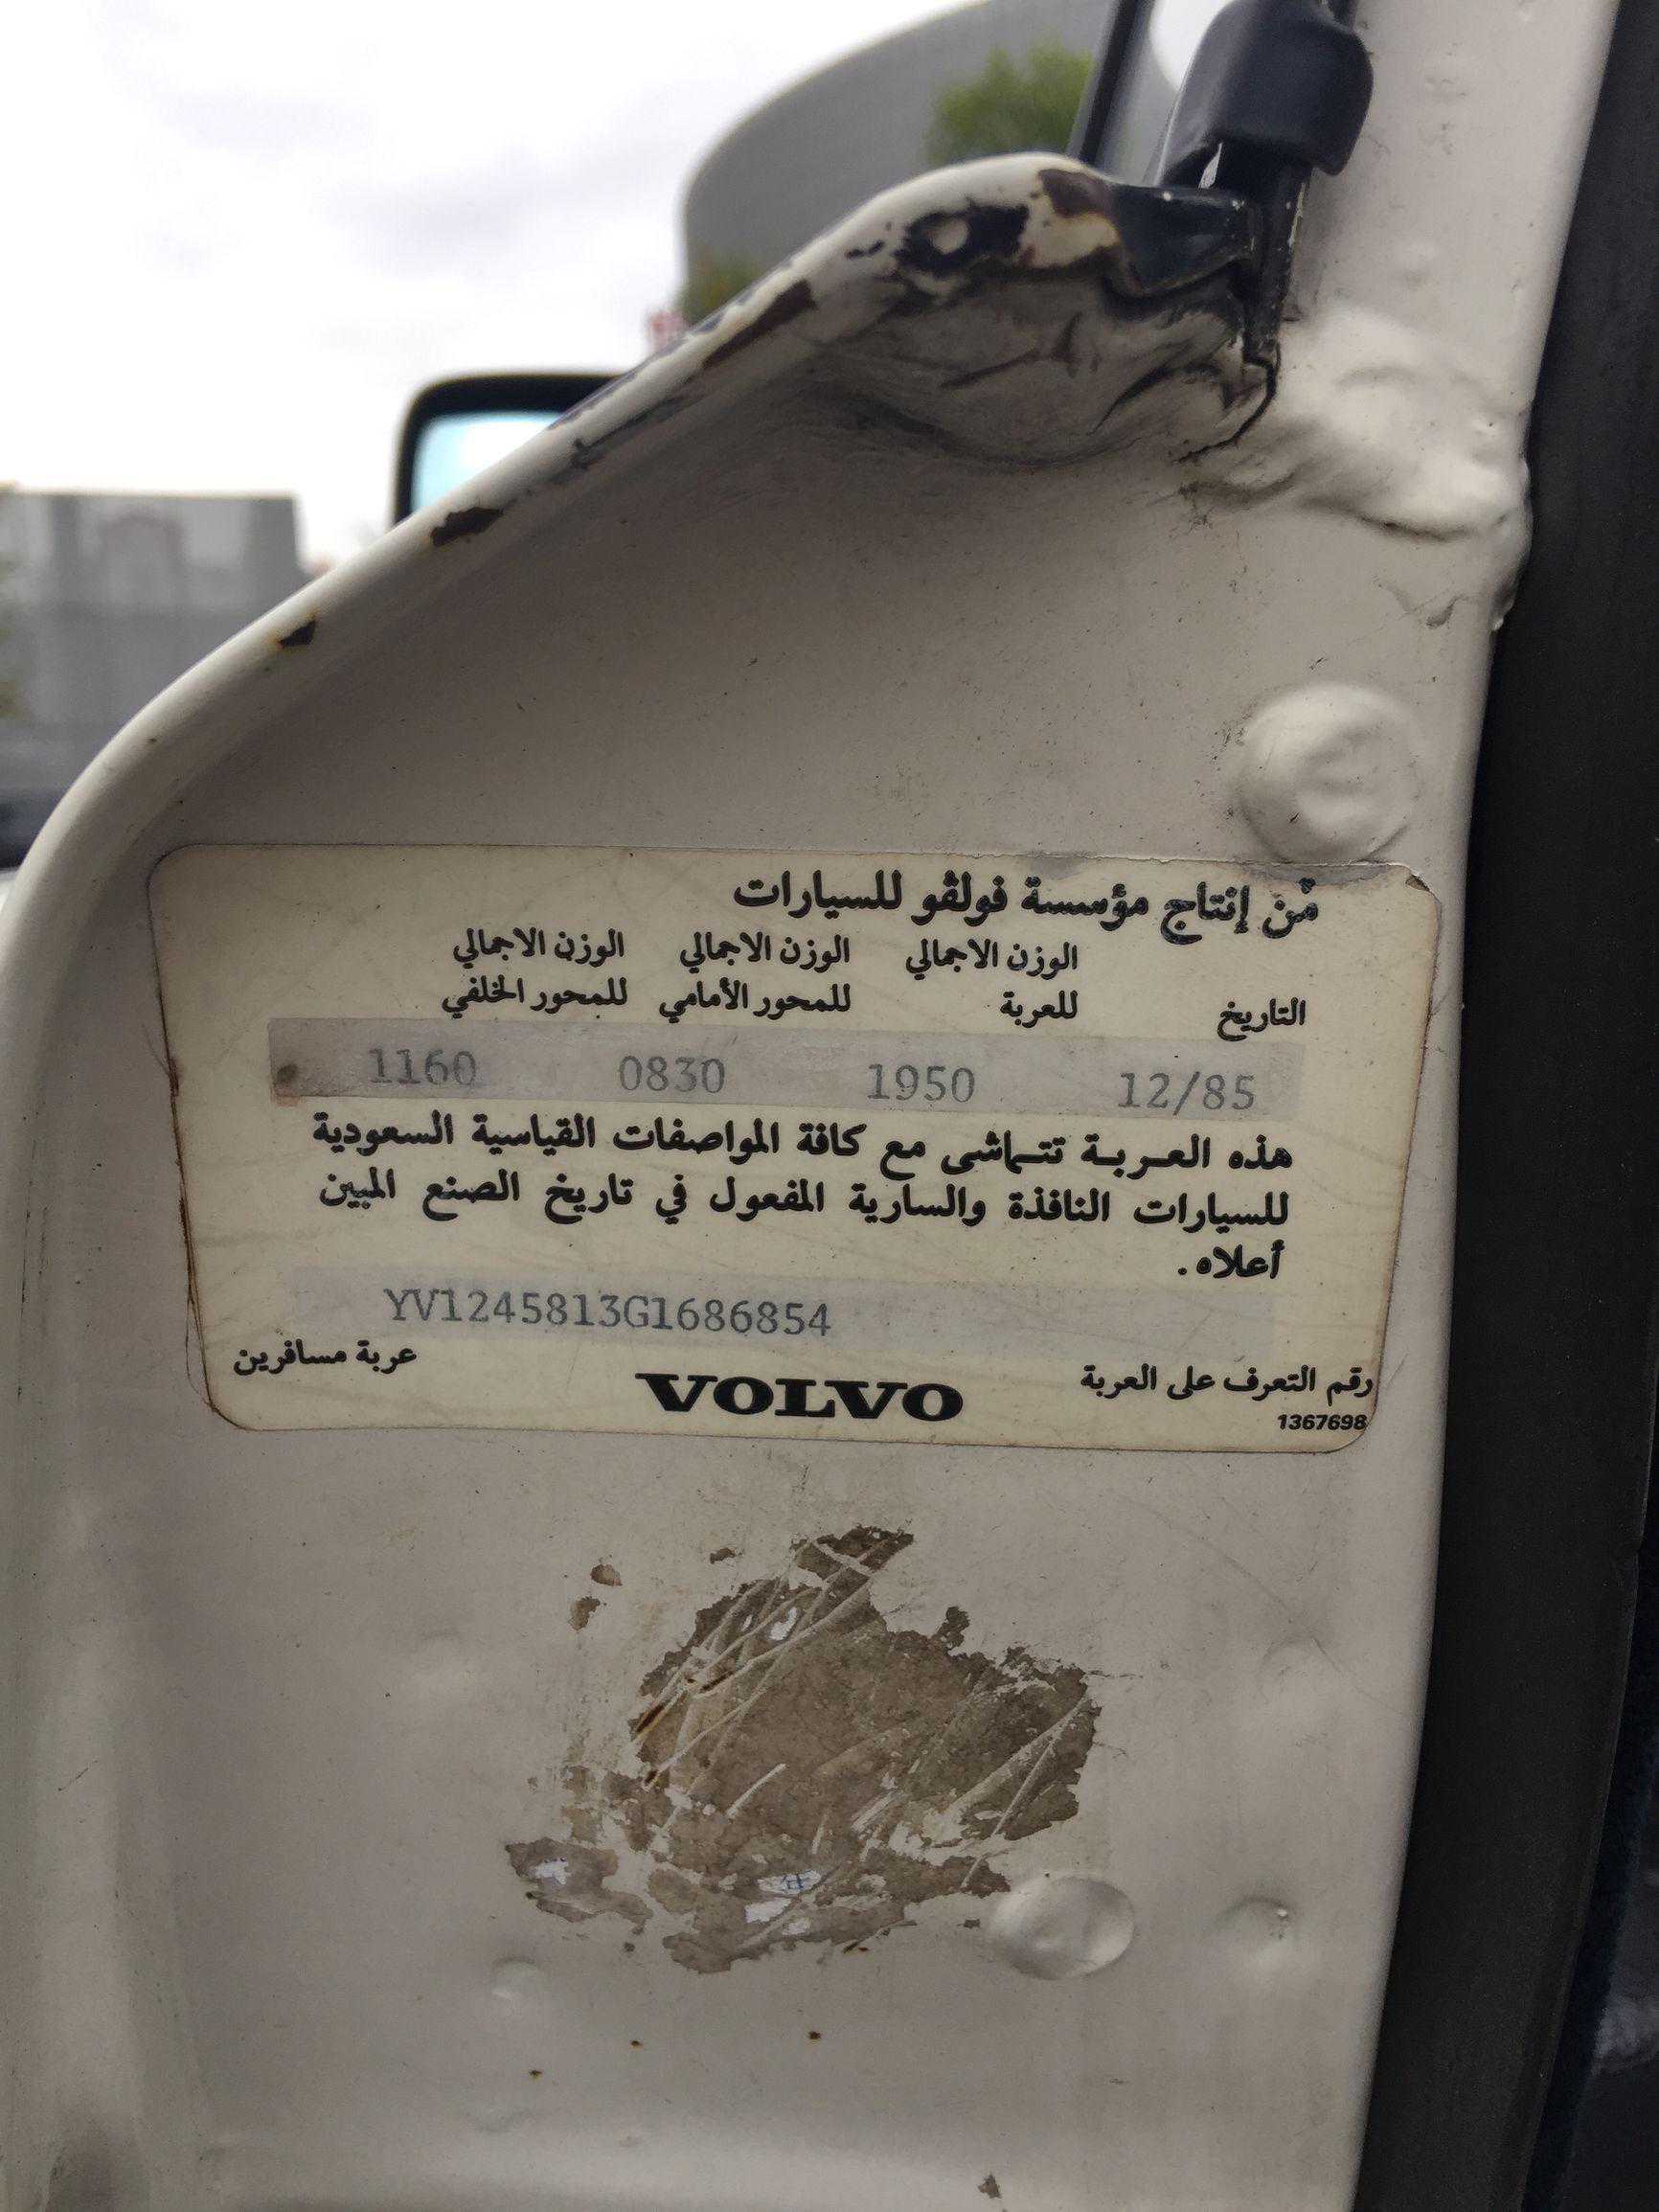 من إنتاج مؤسسة فولڤو للسيارات
التاريخ الوزن الاجمالي للعربة الوزن الاجمالي للمحور الأمامي الوزن الاجمالي للمحور الخلفي
12/85 1950 0830 1160
هذه العربة تتماشى مع كافة المواصفات القياسية السعودية
للسيارات النافذة والسارية المفعول في تاريخ الصنع المبين
أعلاه.
YV1245813G1686854
رقم التعرف على العربة VOLVO عربة مسافرين
1367698